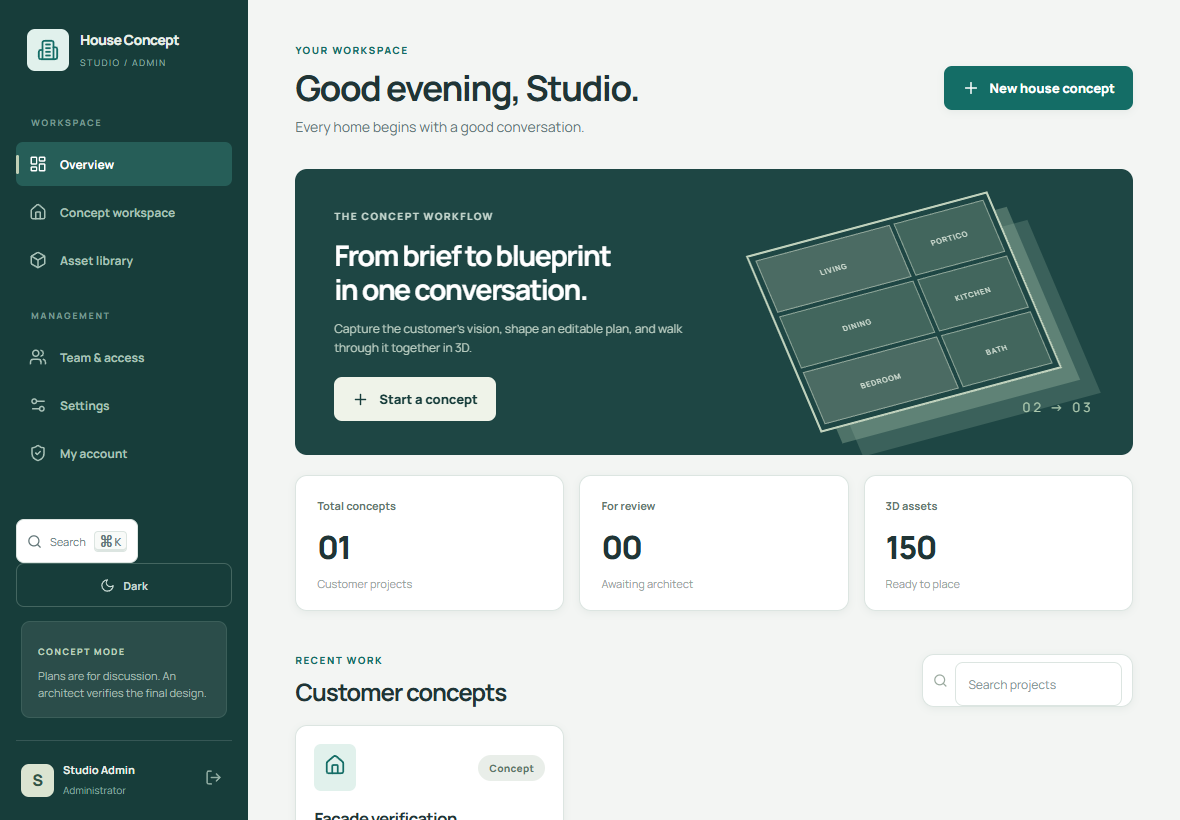 House Concept
STUDIO / ADMIN
WORKSPACE
Overview
Concept workspace
Asset library
MANAGEMENT
Team & access
Settings
My account
Search ⌘ K
Dark
CONCEPT MODE
Plans are for discussion. An
architect verifies the final design.
S
Studio Admin
Administrator
YOUR WORKSPACE
Good evening, Studio.
Every home begins with a good conversation.
New house concept
THE CONCEPT WORKFLOW
From brief to blueprint
in one conversation.
Capture the customer's vision, shape an editable plan, and walk
through it together in 3D.
Start a concept
LIVING
PORTICO
DINING
KITCHEN
BEDROOM
BATH
02 → 03
Total concepts
01
Customer projects
For review
00
Awaiting architect
3D assets
150
Ready to place
RECENT WORK
Customer concepts
Search projects
Concept
Facade verification